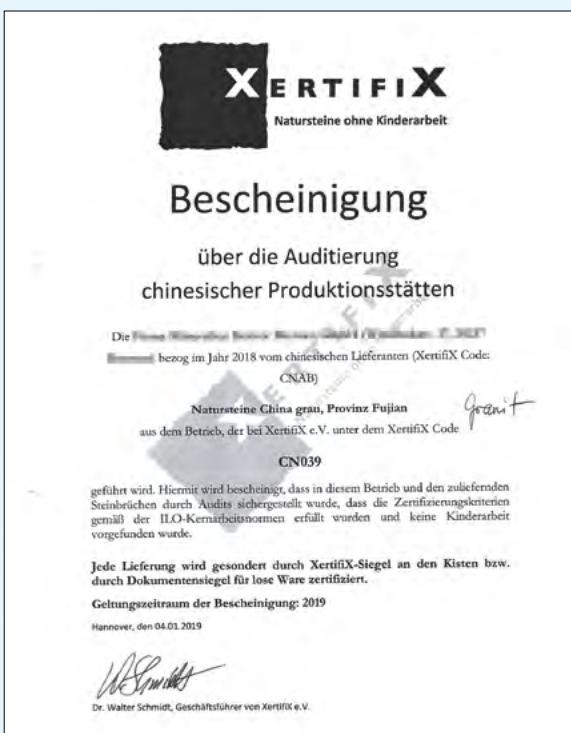 XERTIFIX
Natursteine ohne Kinderarbeit
Bescheinigung
über die Auditierung
chinesischer Produktionsstätten
Die
bezog im Jahr 2018 vom chinesischen Lieferanten (XertifiX Code:
CNAB)
Natursteine China grau, Provinz Fujian
Granit
aus dem Betrieb, der bei XertifiX e.V. unter dem XertifiX Code
CN039
geführt wird. Hiermit wird bescheinigt, dass in diesem Betrieb und den zuliefernden
Steinbrüchen durch Audits sichergestellt wurde, dass die Zertifizierungskriterien
gemäß der ILO-Kernarbeitsnormen erfüllt wurden und keine Kinderarbeit
vorgefunden wurde.
Jede Lieferung wird gesondert durch XertifiX-Siegel an den Kisten bzw.
durch Dokumentensiegel für lose Ware zertifiziert.
Geltungszeitraum der Bescheinigung: 2019
Hannover, den 04.01.2019
Dr. Walter Schmidt, Geschäftsführer von XertifiX e.V.